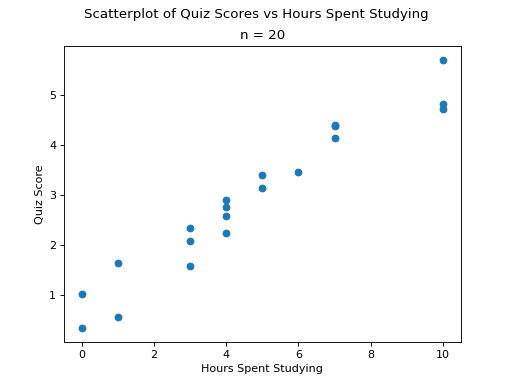 Scatterplot of Quiz Scores vs Hours Spent Studying
n = 20
5
4
3
2
1
Quiz Score
0 2 4 6 8 10
Hours Spent Studying